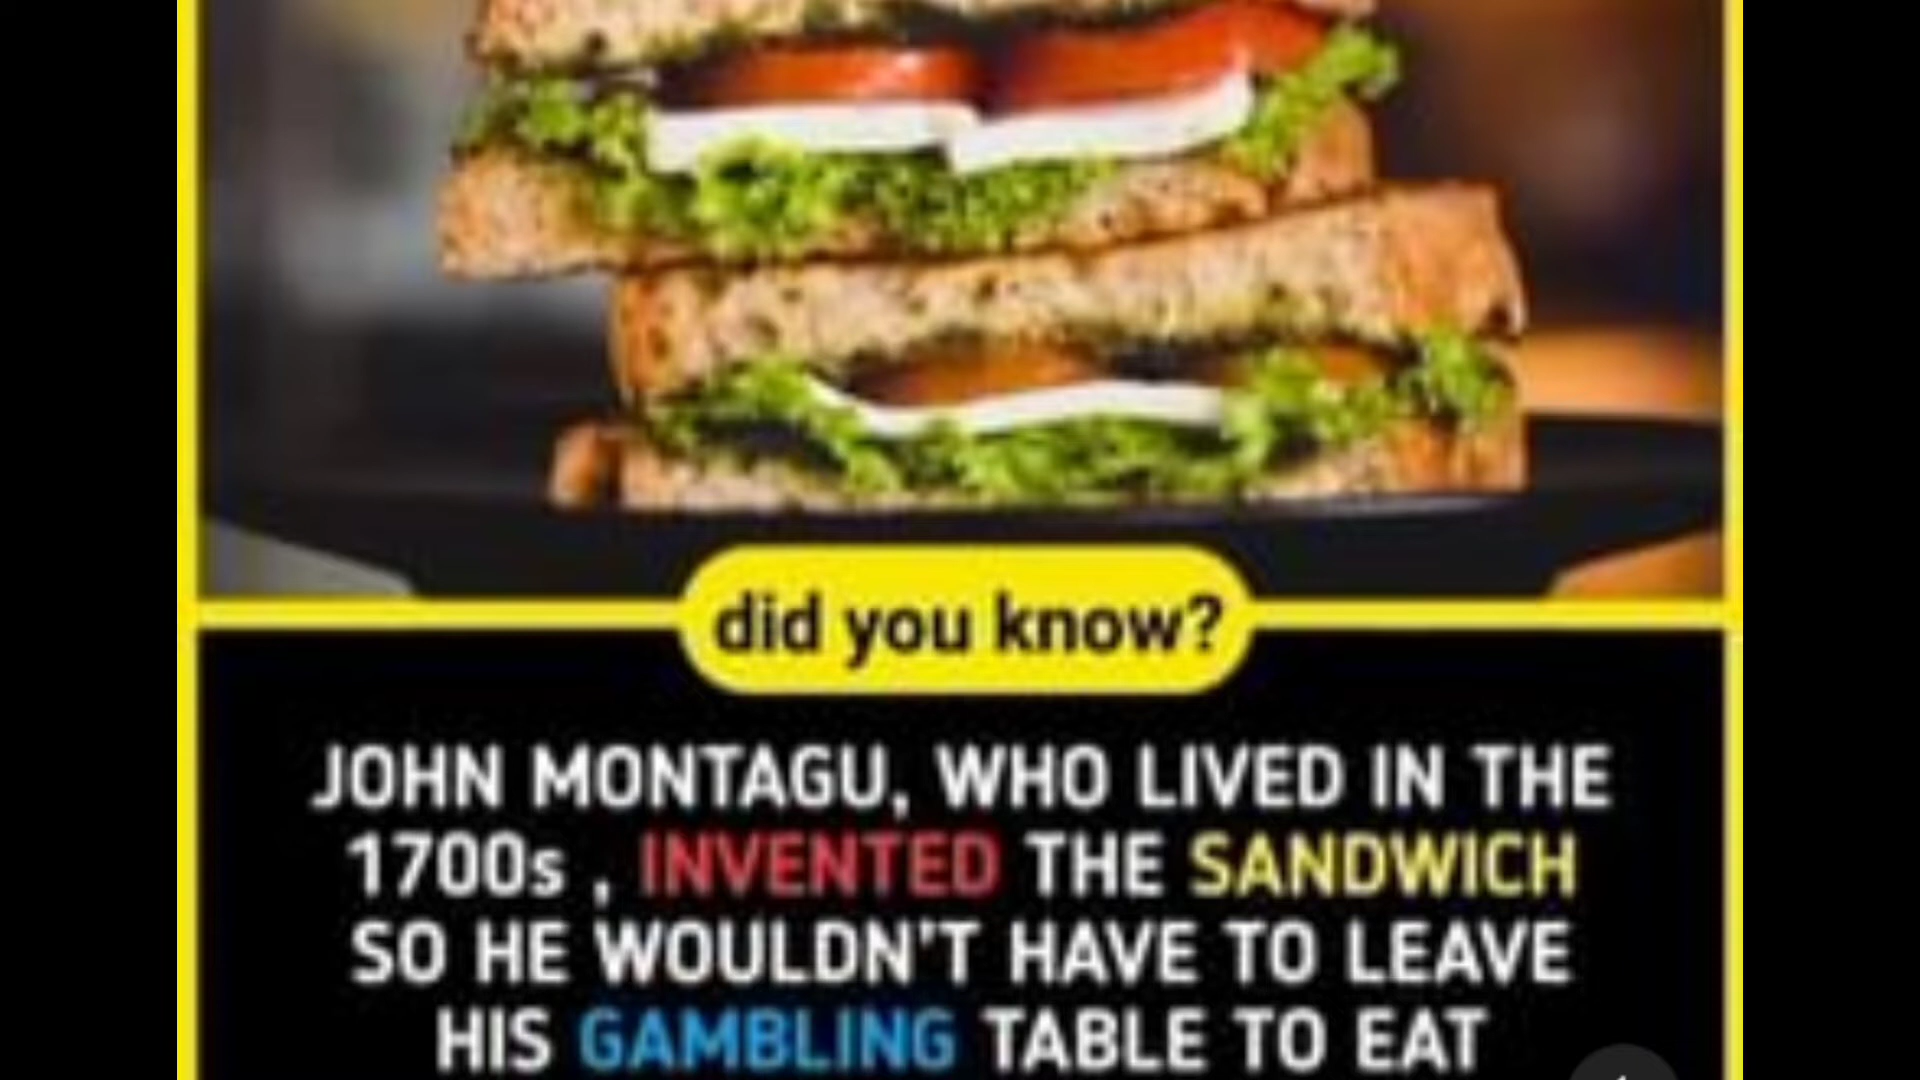 did you know?
JOHN MONTAGU, WHO LIVED IN THE
1700s , INVENTED THE SANDWICH
SO HE WOULDN'T HAVE TO LEAVE
HIS GAMBLING TABLE TO EAT